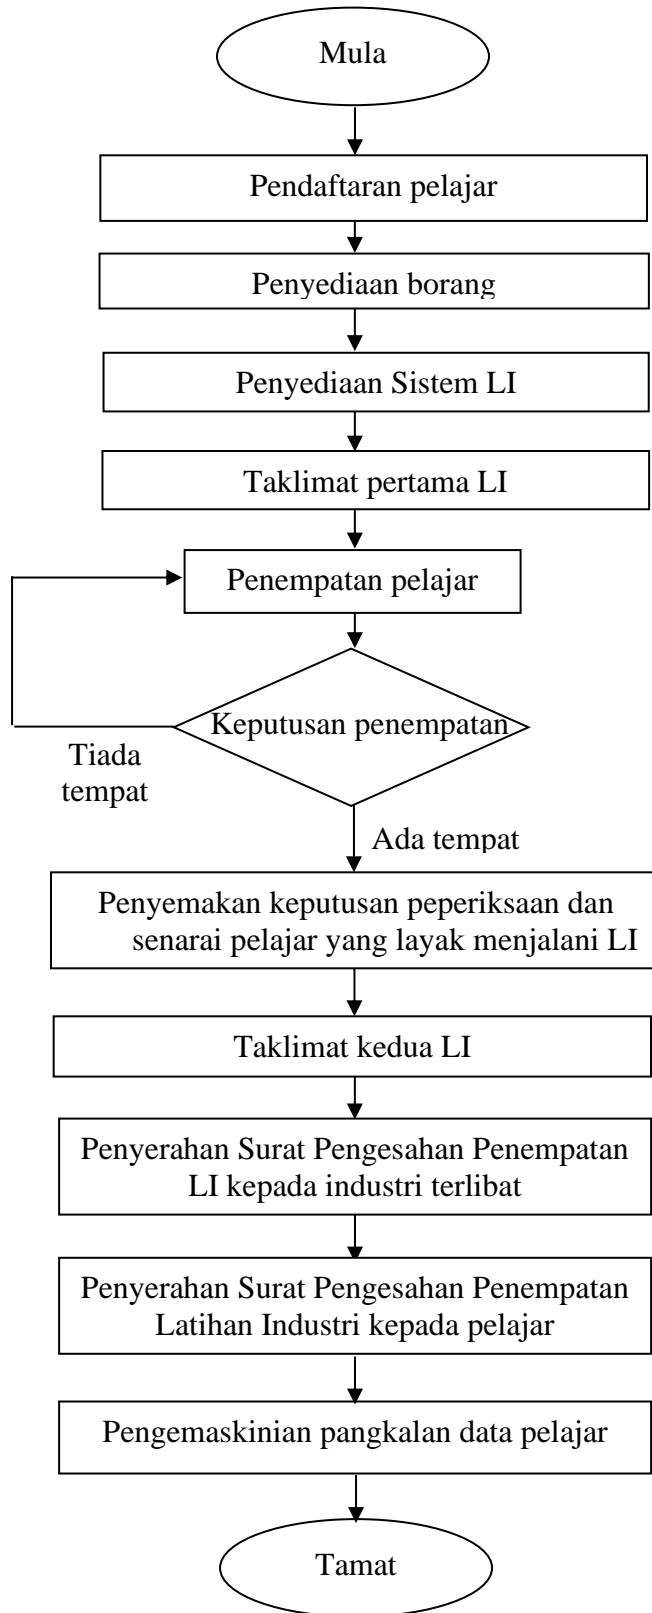 Mula
Pendaftaran pelajar
Penyediaan borang
Penyediaan Sistem LI
Taklimat pertama LI
Penempatan pelajar
Keputusan penempatan
Tiada
tempat
Ada tempat
Penyemakan keputusan peperiksaan dan
senarai pelajar yang layak menjalani LI
Taklimat kedua LI
Penyerahan Surat Pengesahan Penempatan
LI kepada industri terlibat
Penyerahan Surat Pengesahan Penempatan
Latihan Industri kepada pelajar
Pengemaskinian pangkalan data pelajar
Tamat